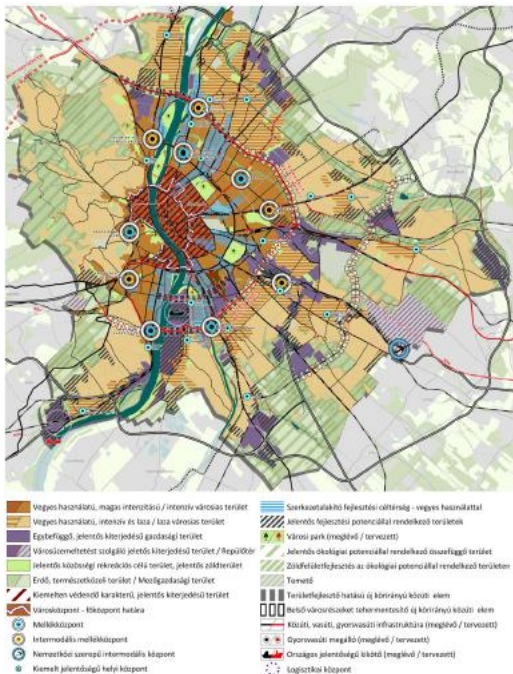 Vegyes használatú, magas intenzitású / intenzív városias terület
Vegyes használatú, intenzív és laza / laza városias terület
Egybefüggő, jelentős kiterjedésű gazdasági terület
Városüzemeltetést szolgáló jeletős kiterjedésű terület / Repülőtér
Jelentős közösségi rekreációs célú terület, jelentős zöldterület
Erdő, természetközeli terület / Mezőgazdasági terület
Kiemelten védendő karakterű, jelentős kiterjedésű terület
Városközpont - főközpont határa
Mellékközpont
Intermodális mellékközpont
Nemzetközi szerepű intermodális központ
Kiemelt jelentőségű helyi központ
Szerkezetalakító fejlesztési céltérség - vegyes használattal
Jelentős fejlesztési potenciállal rendelkező területek
Városi park (meglévő / tervezett)
Jelentős ökológiai potenciállal rendelkező összefüggő terület
Zöldfelületfejlesztés az ökológiai potenciállal rendelkező területen
Temető
Területfejlesztő hatású új körirányú közúti elem
Belső városrészeket tehermentesítő új körirányú közúti elem
Közúti, vasúti, gyorsvasúti infrastruktúra (meglévő / tervezett)
Gyorsvasúti megálló (meglévő / tervezett)
Országos jelentőségű kikötő (meglévő / tervezett)
Logisztikai központ